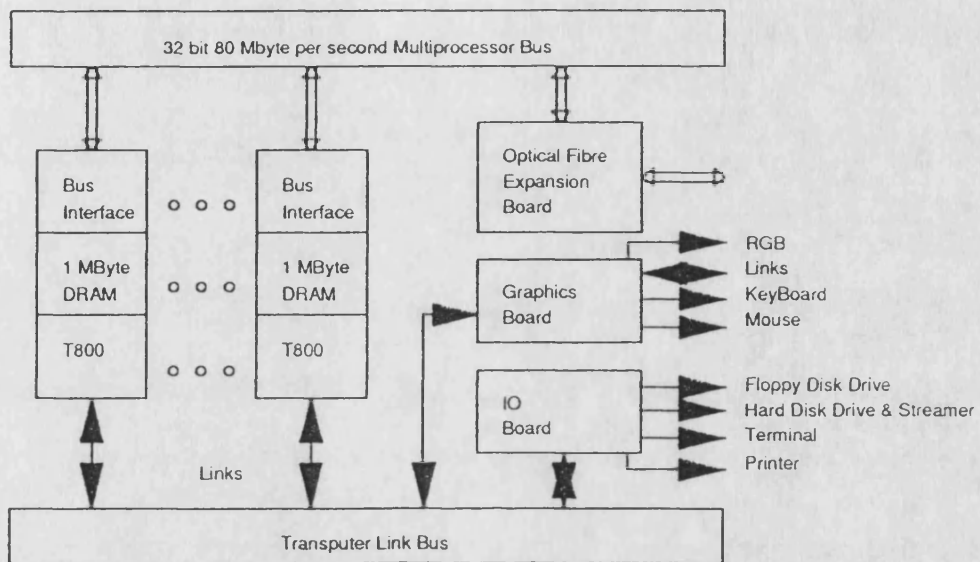 32 bit 80 Mbyte per second Multiprocessor Bus
Bus
Interface
1 MByte
DRAM
T800
Bus
Interface
1 MByte
DRAM
T800
Optical Fibre
Expansion
Board
Graphics
Board
RGB
Links
KeyBoard
Mouse
IO
Board
Floppy Disk Drive
Hard Disk Drive & Streamer
Terminal
Printer
Links
Transputer Link Bus